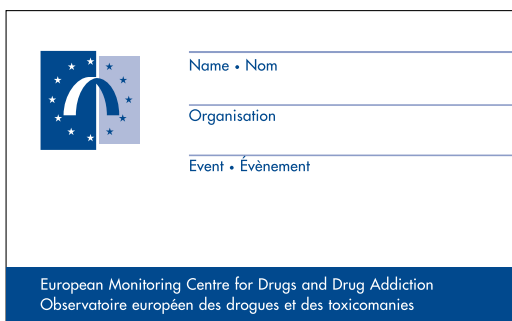 Name • Nom
Organisation
Event • Évènement
European Monitoring Centre for Drugs and Drug Addiction
Observatoire européen des drogues et des toxicomanies